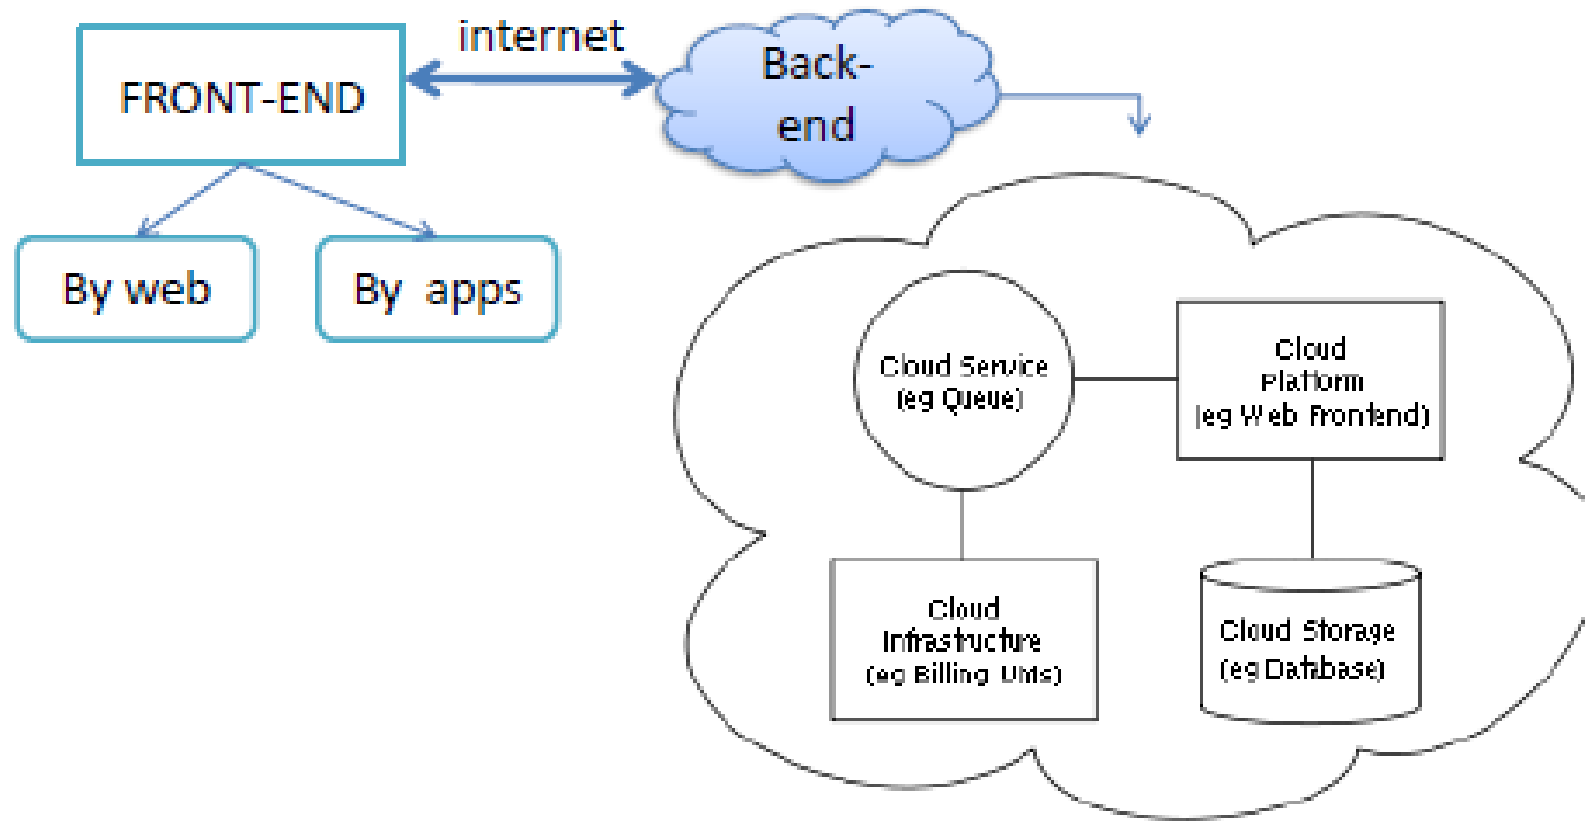 internet
FRONT-END
Back-
end
By web
By apps
Cloud Service
(eg Queue)
Cloud
Platform
(eg Web Frontend)
Cloud
Infrastructure
(eg Billing VMs)
Cloud Storage
(eg Database)